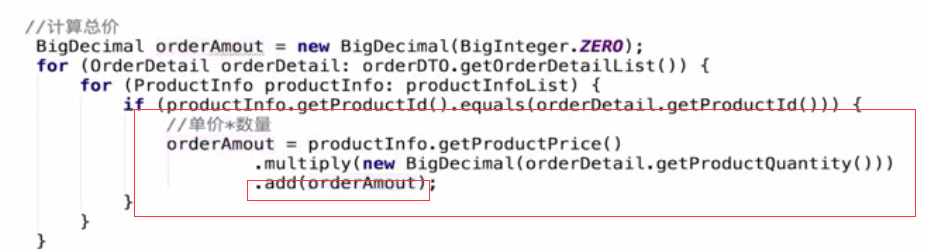 //计算总价
BigDecimal orderAmout = new BigDecimal(BigInteger.ZERO);
for (OrderDetail orderDetail: orderDTO.getOrderDetailList()) {
for (ProductInfo productInfo: productInfoList) {
if (productInfo.getProductId().equals(orderDetail.getProductId())) {
//单价*数量
orderAmout = productInfo.getProductPrice()
.multiply(new BigDecimal(orderDetail.getProductQuantity()))
.add(orderAmout);
}
}
}